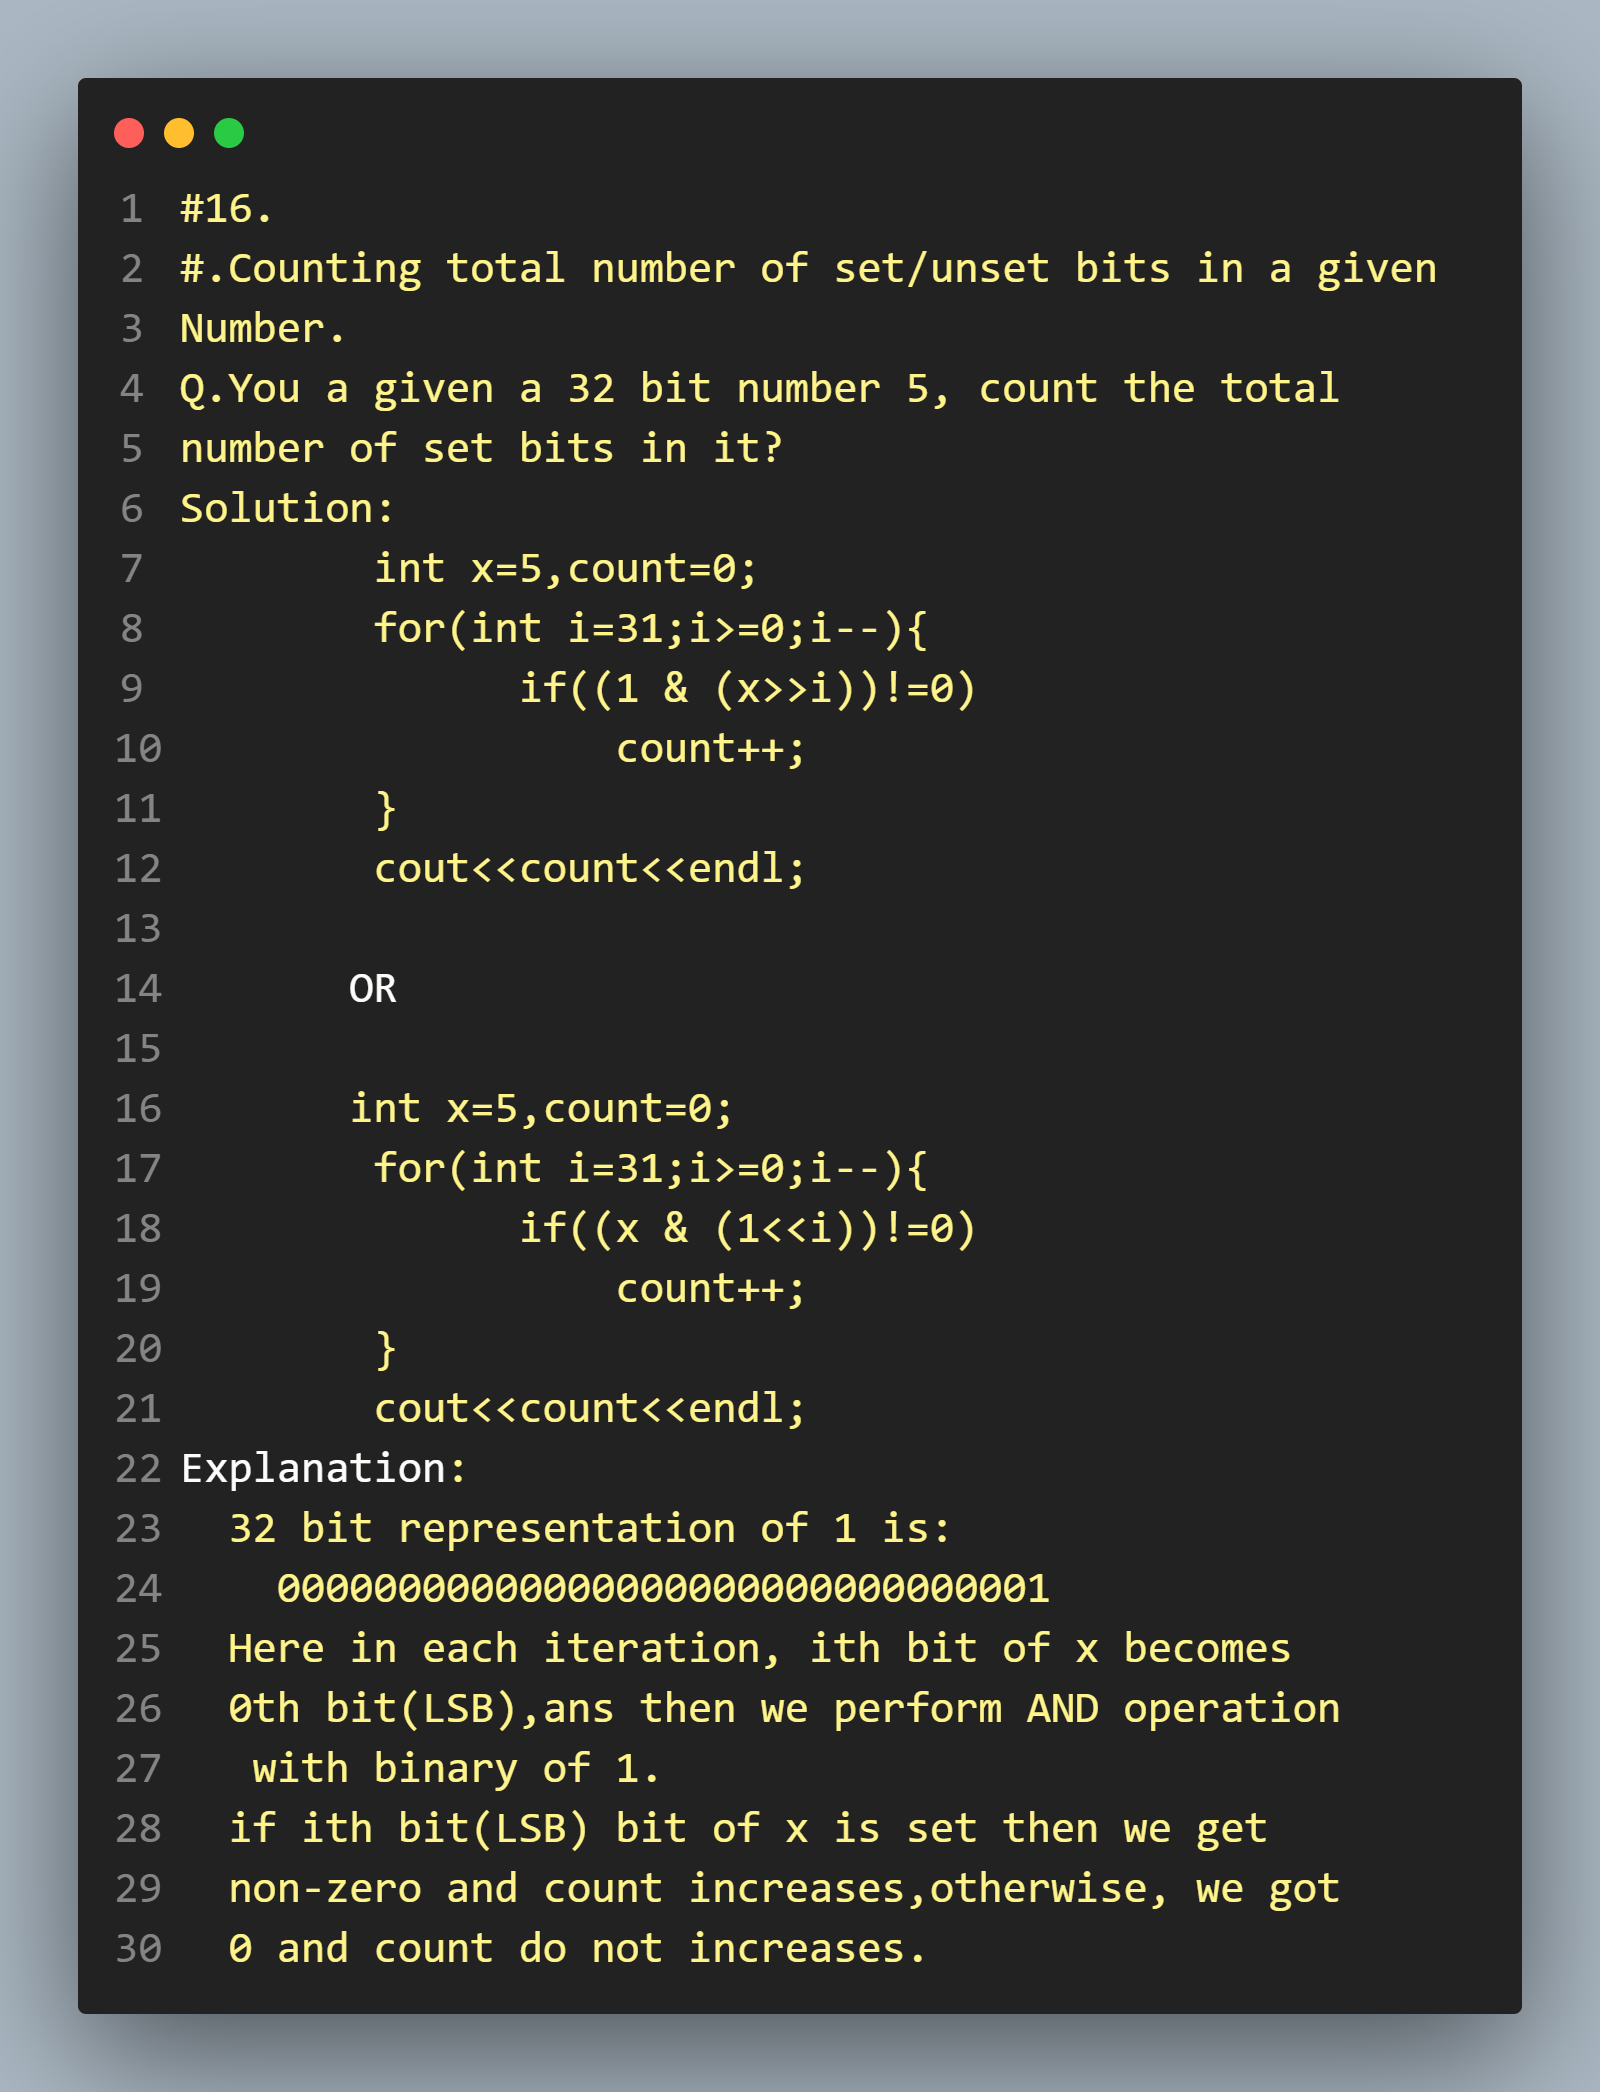 1 #16.
2 #.Counting total number of set/unset bits in a given
3 Number.
4 Q.You a given a 32 bit number 5, count the total
5 number of set bits in it?
6 Solution:
7         int x=5,count=0;
8         for(int i=31;i>=0;i--){
9               if((1 & (x>>i))!=0)
10                  count++;
11        }
12        cout<<count<<endl;
13
14       OR
15
16       int x=5,count=0;
17        for(int i=31;i>=0;i--){
18              if((x & (1<<i))!=0)
19                  count++;
20        }
21        cout<<count<<endl;
22 Explanation:
23  32 bit representation of 1 is:
24    00000000000000000000000000000001
25  Here in each iteration, ith bit of x becomes
26  0th bit(LSB),ans then we perform AND operation
27   with binary of 1.
28  if ith bit(LSB) bit of x is set then we get
29  non-zero and count increases,otherwise, we got
30  0 and count do not increases.